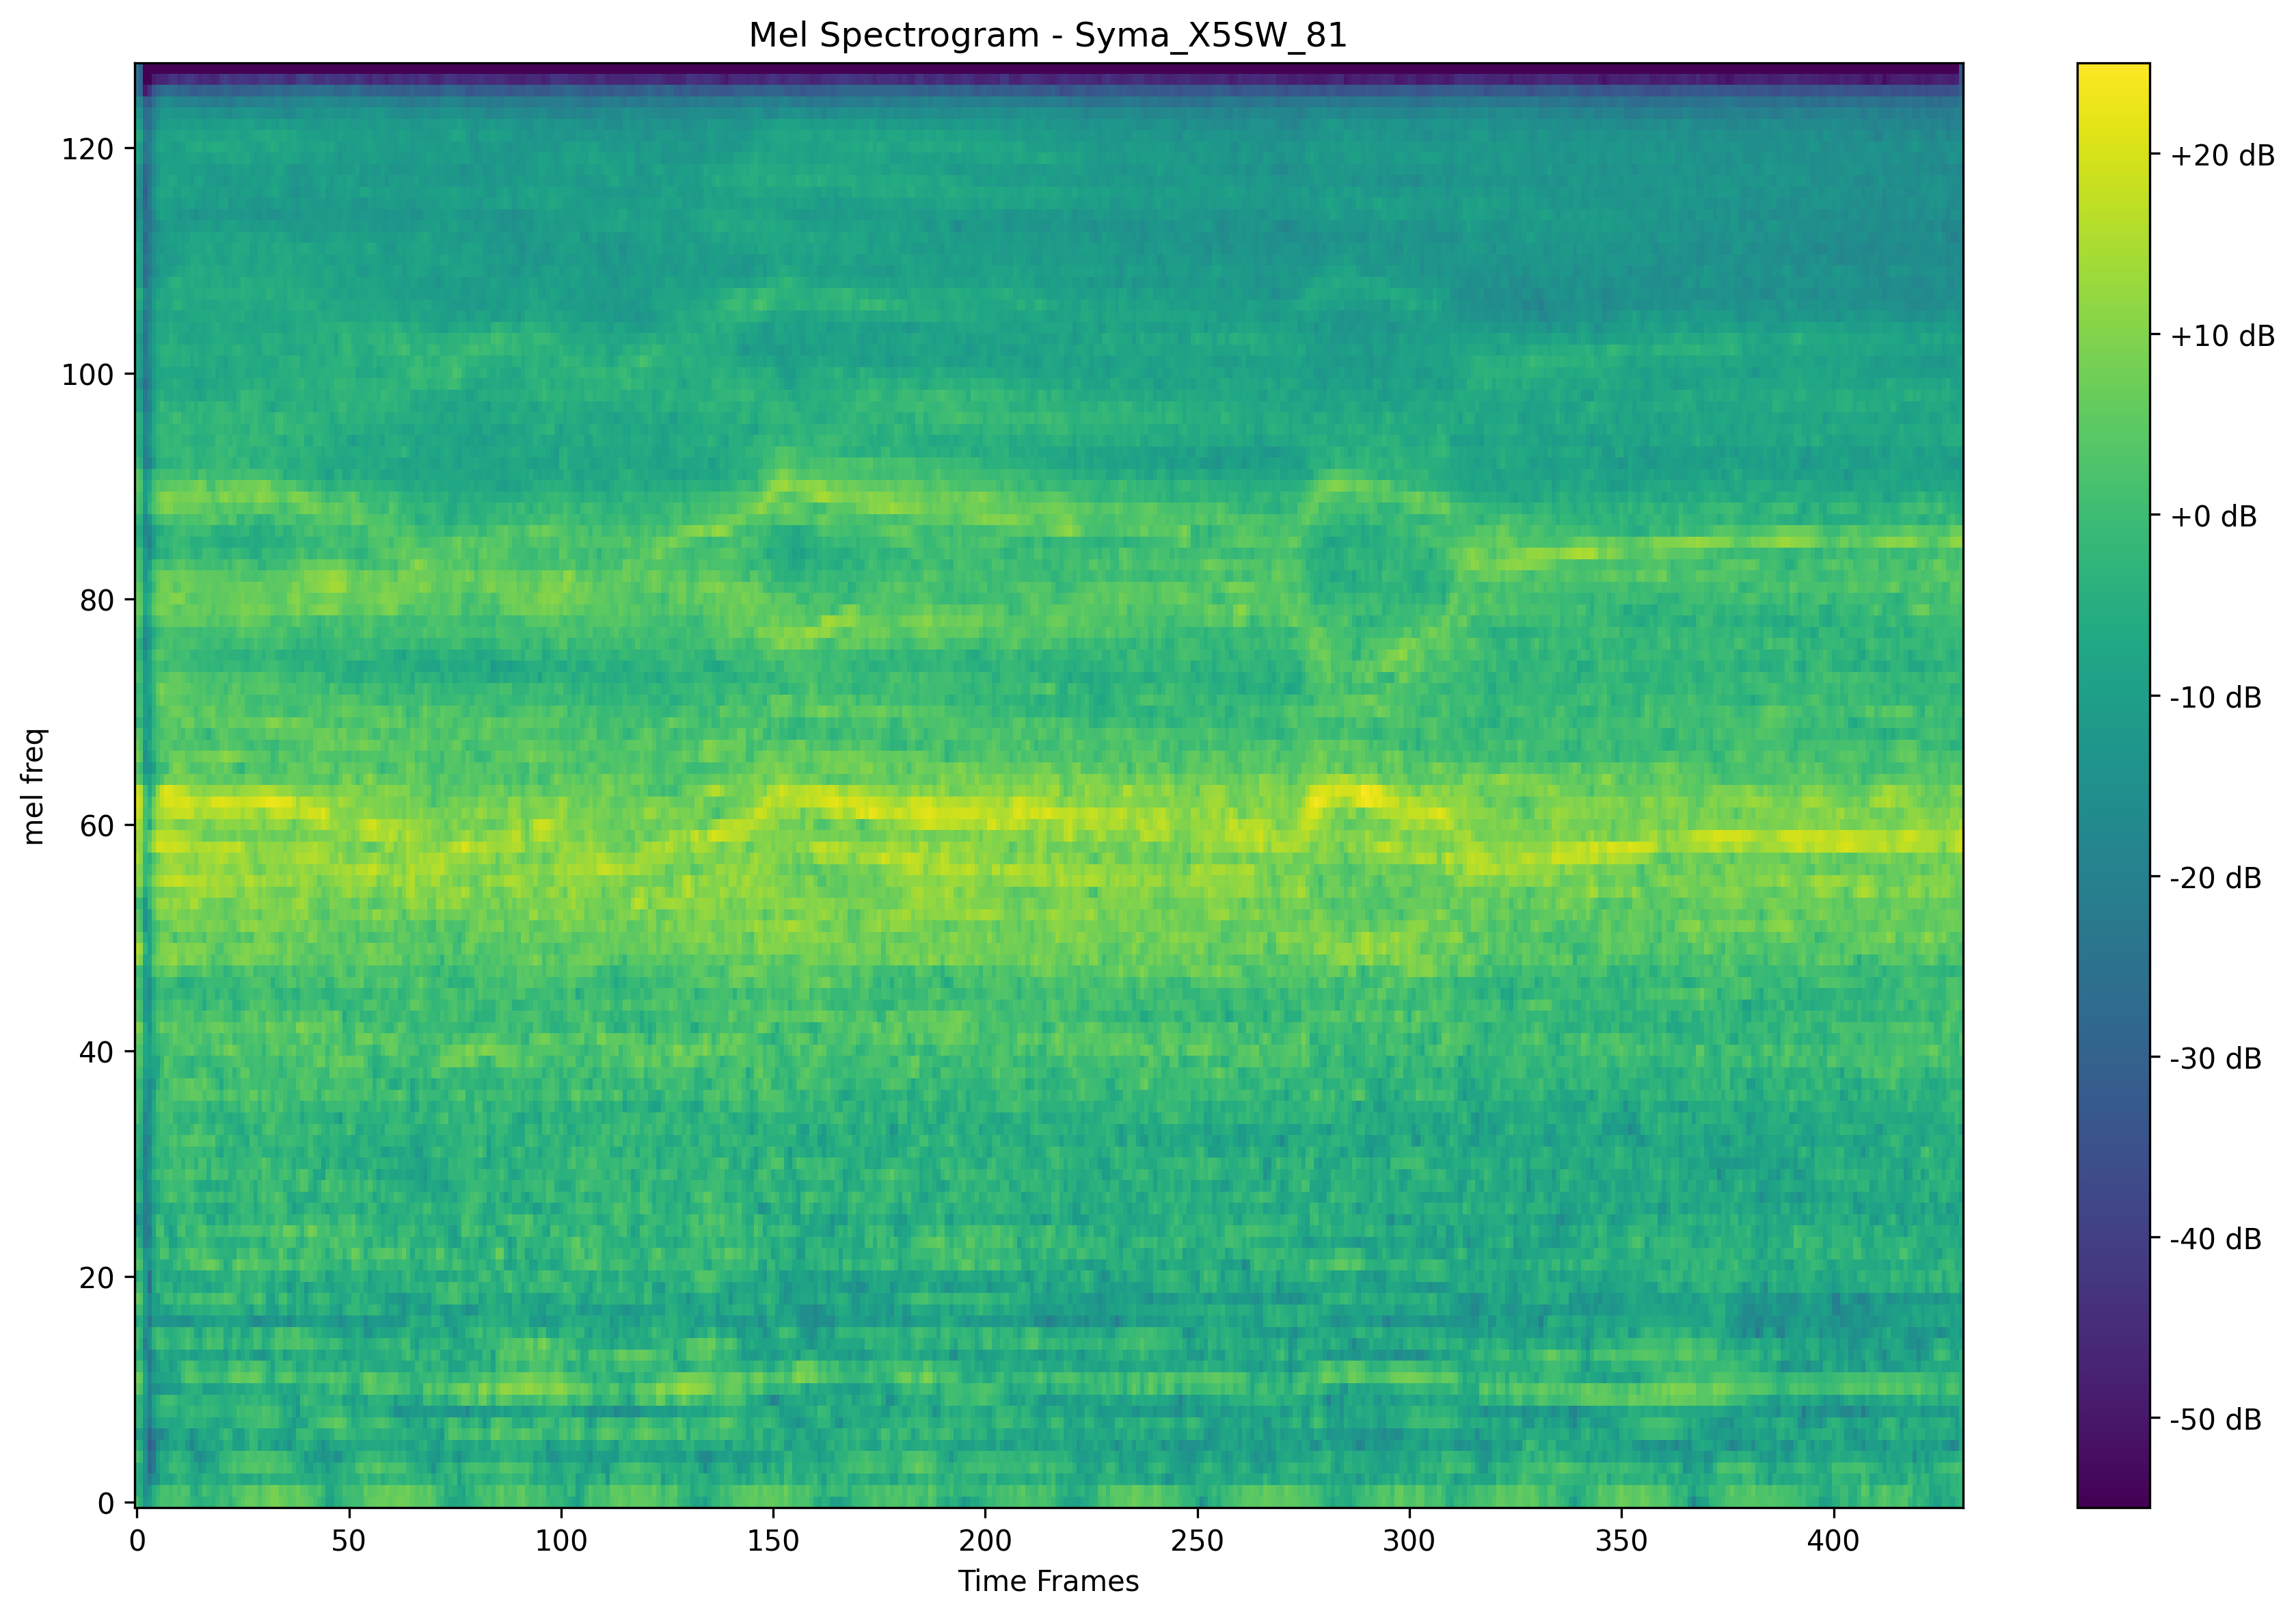 Mel Spectrogram - Syma_X5SW_81
mel freq
120
100
80
60
40
20
0
0 50 100 150 200 250 300 350 400
Time Frames
+20 dB
+10 dB
+0 dB
-10 dB
-20 dB
-30 dB
-40 dB
-50 dB